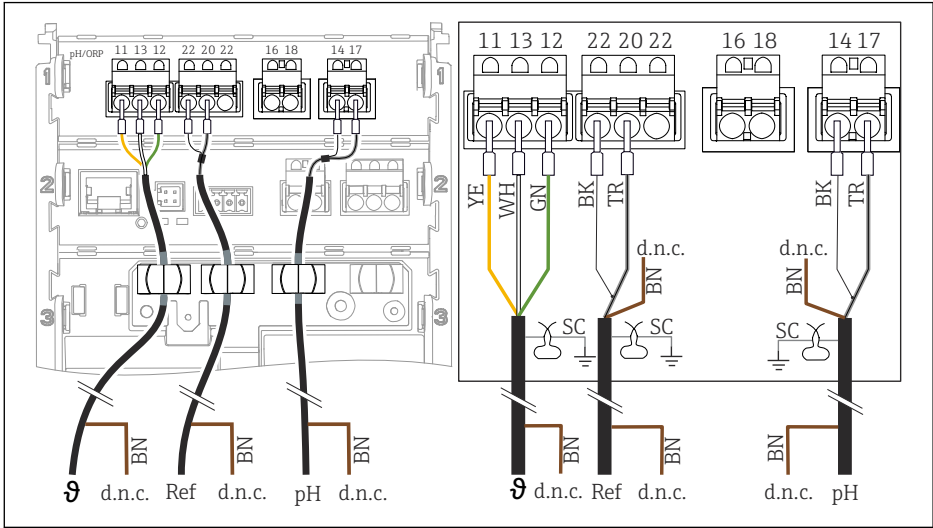 pH/ORP 11 13 12 22 20 22 16 18 14 17
1 1
2 2
3 3
BN BN BN
ϑ d.n.c. Ref d.n.c. pH d.n.c.
11 13 12 22 20 22 16 18 14 17
YE WH GN BK TR BK TR
d.n.c. d.n.c.
BN BN
SC SC SC
BN BN BN
ϑ d.n.c. Ref d.n.c. d.n.c. pH